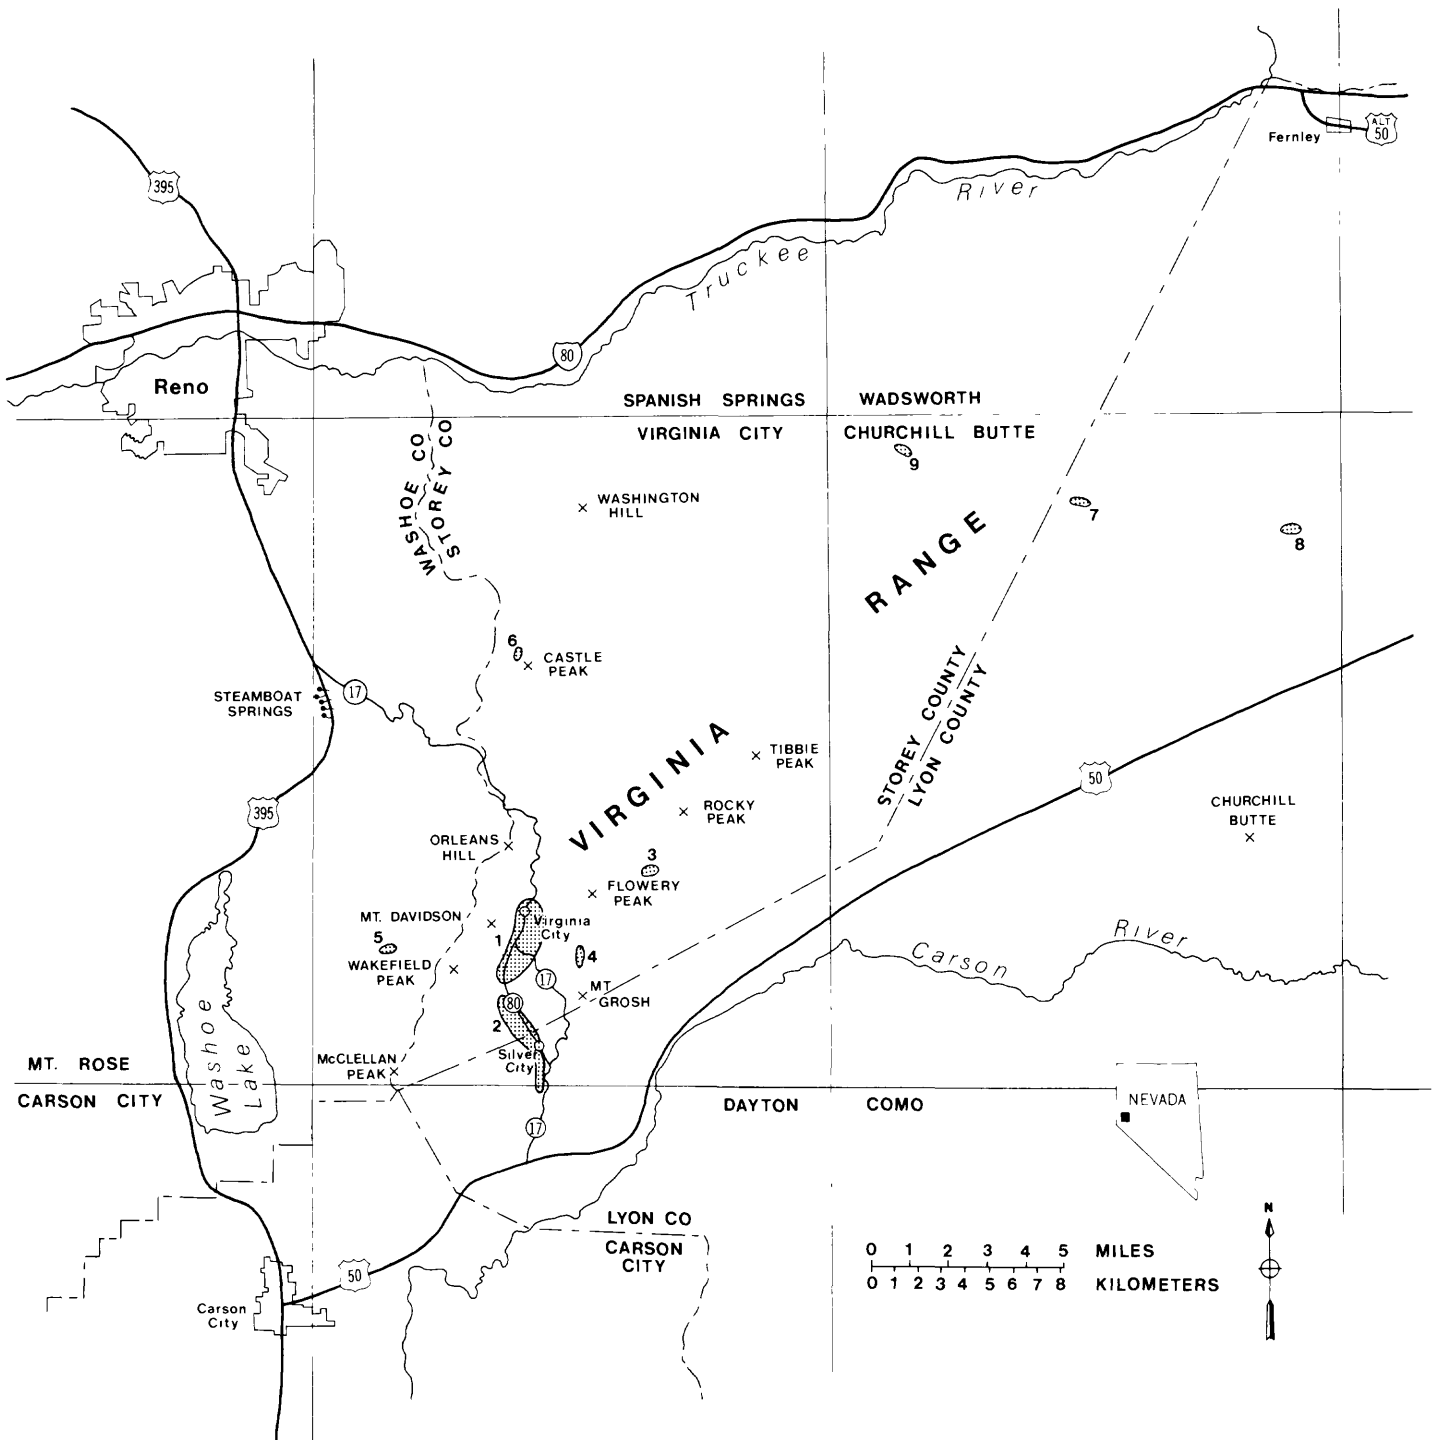 ALT
50
Fernley
395
River
Truckee
80
Reno
SPANISH SPRINGS
WADSWORTH
VIRGINIA CITY
CHURCHILL BUTTE
WASHOE CO
STOREY CO
9
WASHINGTON
HILL
7
8
RANGE
6
CASTLE
PEAK
STEAMBOAT
SPRINGS
17
STOREY COUNTY
LYON COUNTY
VIRGINIA
TIBBIE
PEAK
50
395
ROCKY
PEAK
CHURCHILL
BUTTE
ORLEANS
HILL
3
FLOWERY
PEAK
MT. DAVIDSON
Virginia
City
5
1
4
WAKEFIELD
PEAK
17
River
Carson
MT.
GROSH
80
2
Silver
City
Washoe
Lake
McCLELLAN
PEAK
MT. ROSE
CARSON CITY
DAYTON
COMO
NEVADA
17
LYON CO
CARSON
CITY
50
Carson
City
N
0 1 2 3 4 5 MILES
0 1 2 3 4 5 6 7 8 KILOMETERS